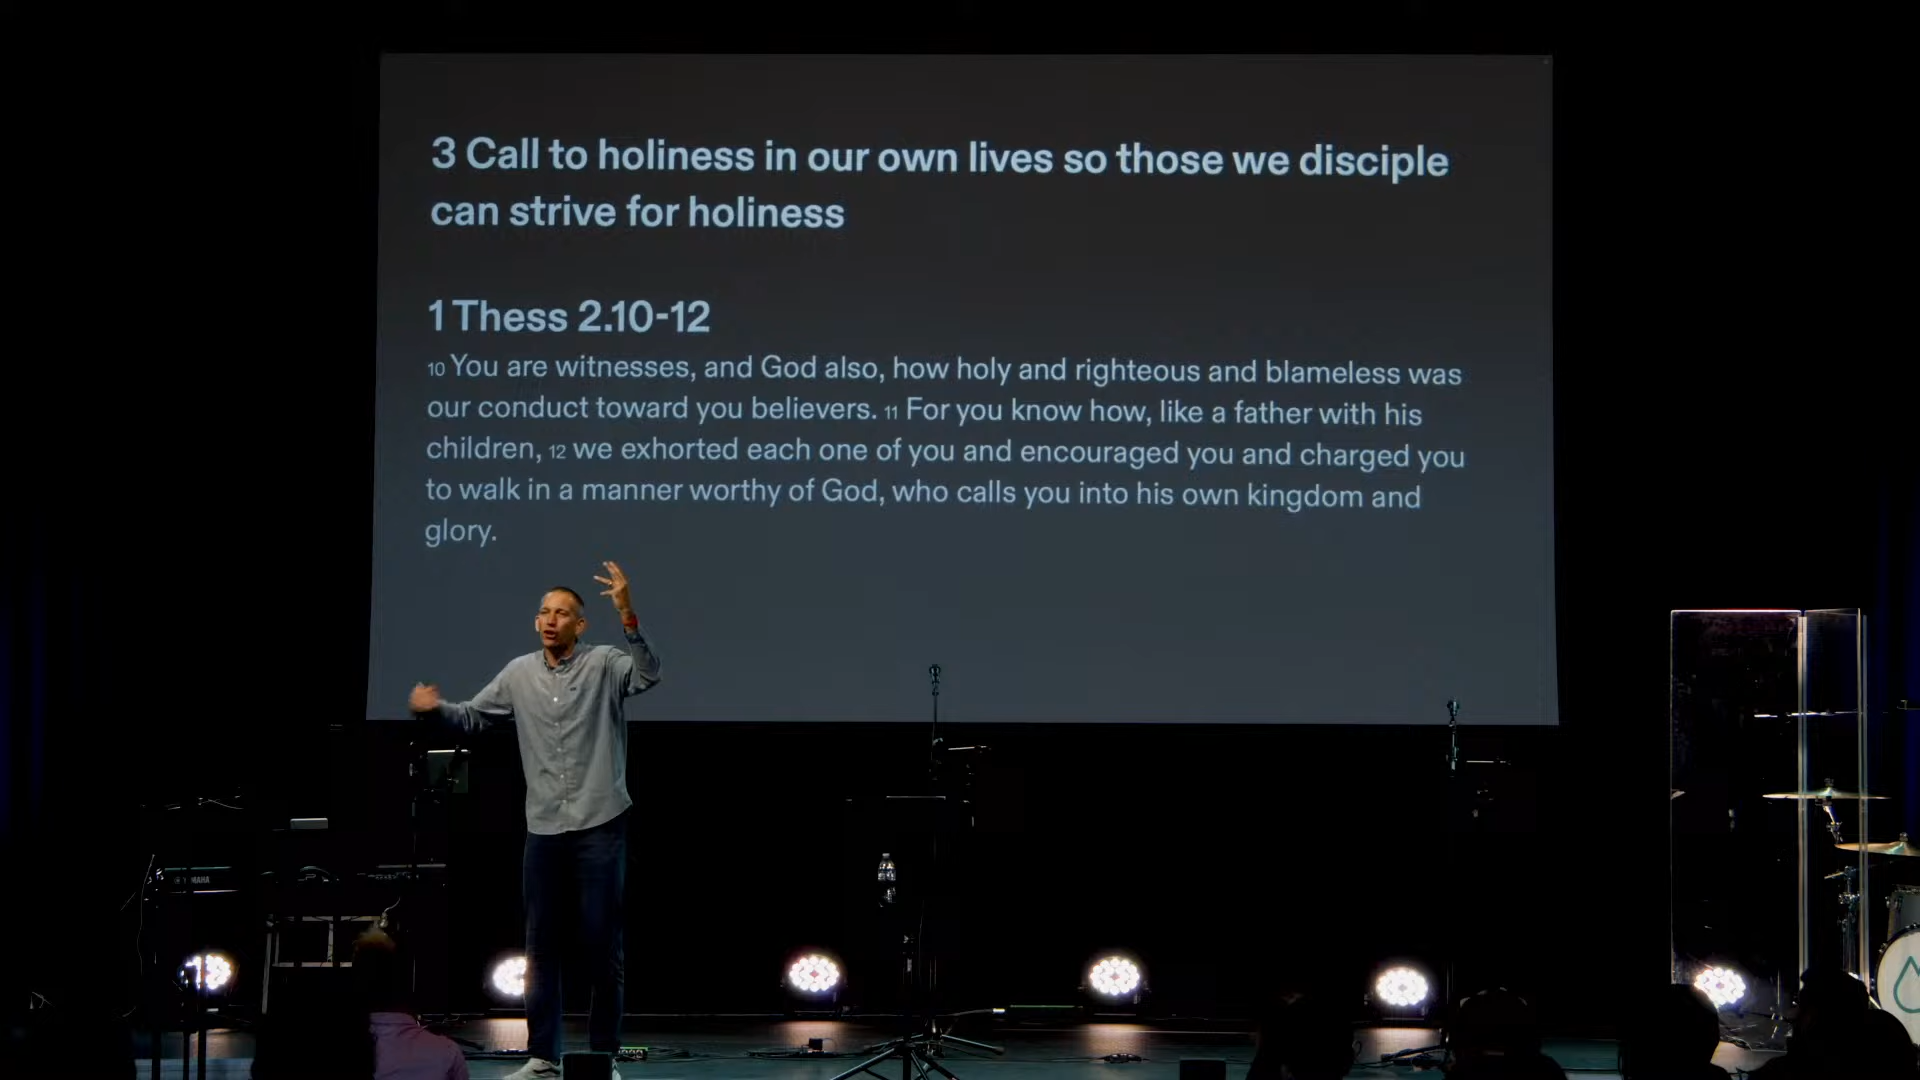 3 Call to holiness in our own lives so those we disciple
can strive for holiness
1 Thess 2.10-12
10 You are witnesses, and God also, how holy and righteous and blameless was
our conduct toward you believers. 11 For you know how, like a father with his
children, 12 we exhorted each one of you and encouraged you and charged you
to walk in a manner worthy of God, who calls you into his own kingdom and
glory.
YAMAHA